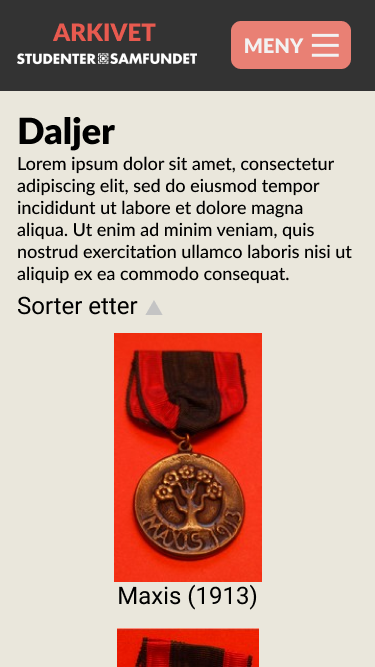 ARKIVET
STUDENTERSAMFUNDET
MENY
Daljer
Lorem ipsum dolor sit amet, consectetur
adipiscing elit, sed do eiusmod tempor
incididunt ut labore et dolore magna
aliqua. Ut enim ad minim veniam, quis
nostrud exercitation ullamco laboris nisi ut
aliquip ex ea commodo consequat.
Sorter etter
MAXUS 1913
Maxis (1913)